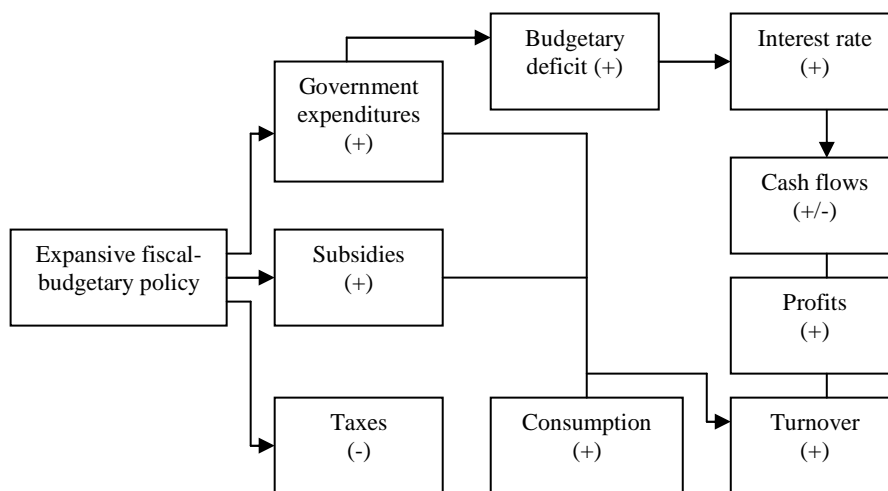 Budgetary
deficit (+)
Interest rate
(+)
Government
expenditures
(+)
Cash flows
(+/-)
Expansive fiscal-
budgetary policy
Subsidies
(+)
Profits
(+)
Taxes
(-)
Consumption
(+)
Turnover
(+)